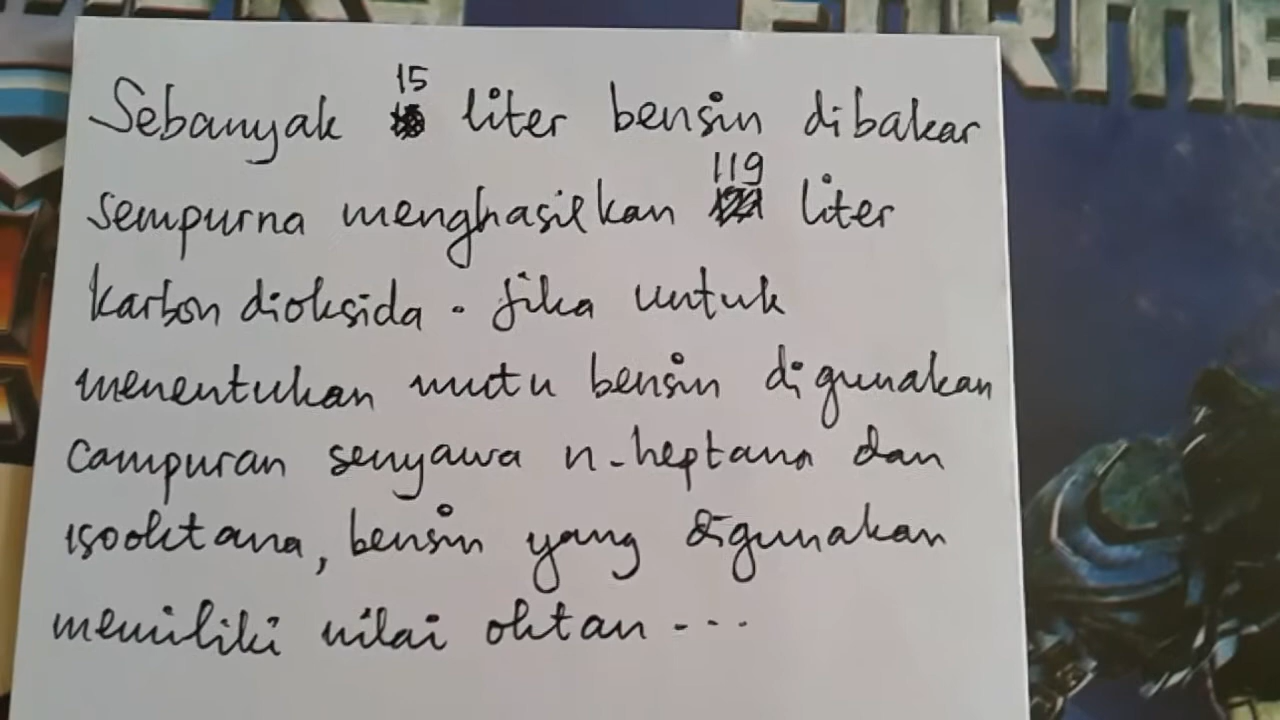 Sebanyak 15 liter bensin dibakar
sempurna menghasilkan 119 liter
karbon dioksida. Jika untuk
menentukan mutu bensin digunakan
campuran senyawa n-heptana dan
isooktana, bensin yang digunakan
memiliki nilai oktan ...